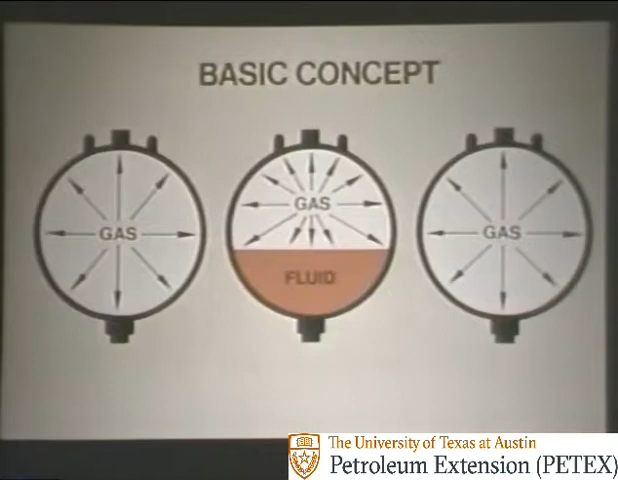 BASIC CONCEPT
GAS
GAS
FLUID
GAS
The University of Texas at Austin
Petroleum Extension (PETEX)